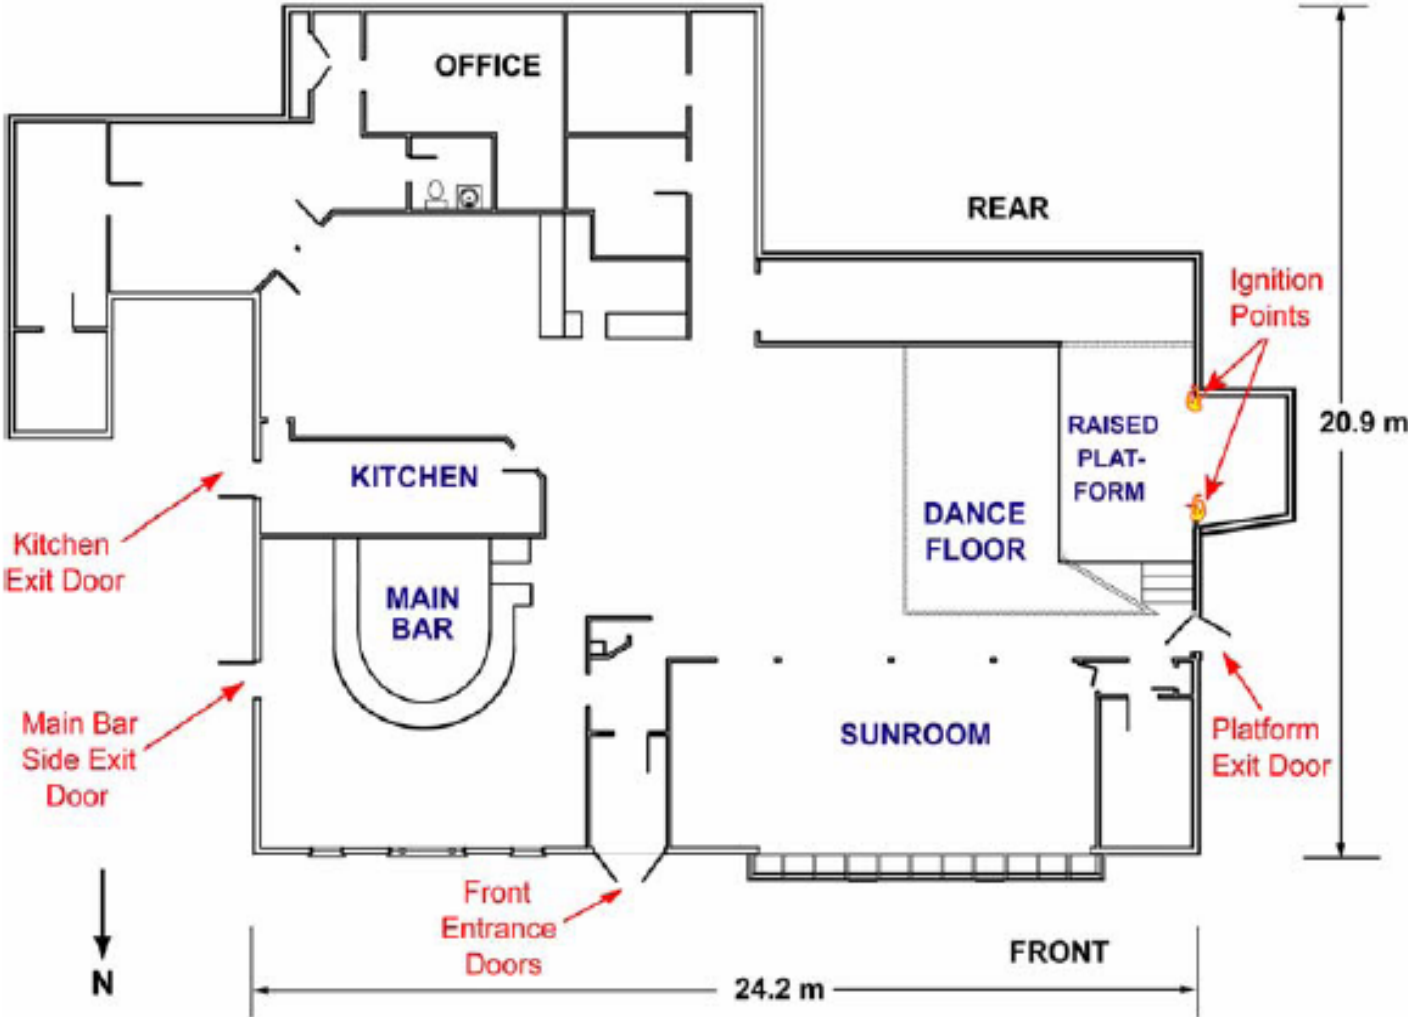 OFFICE
REAR
Ignition
Points
20.9 m
RAISED
PLAT-
FORM
KITCHEN
DANCE
FLOOR
Kitchen
Exit Door
MAIN
BAR
Main Bar
Side Exit
Door
SUNROOM
Platform
Exit Door
Front
Entrance
Doors
FRONT
N
24.2 m